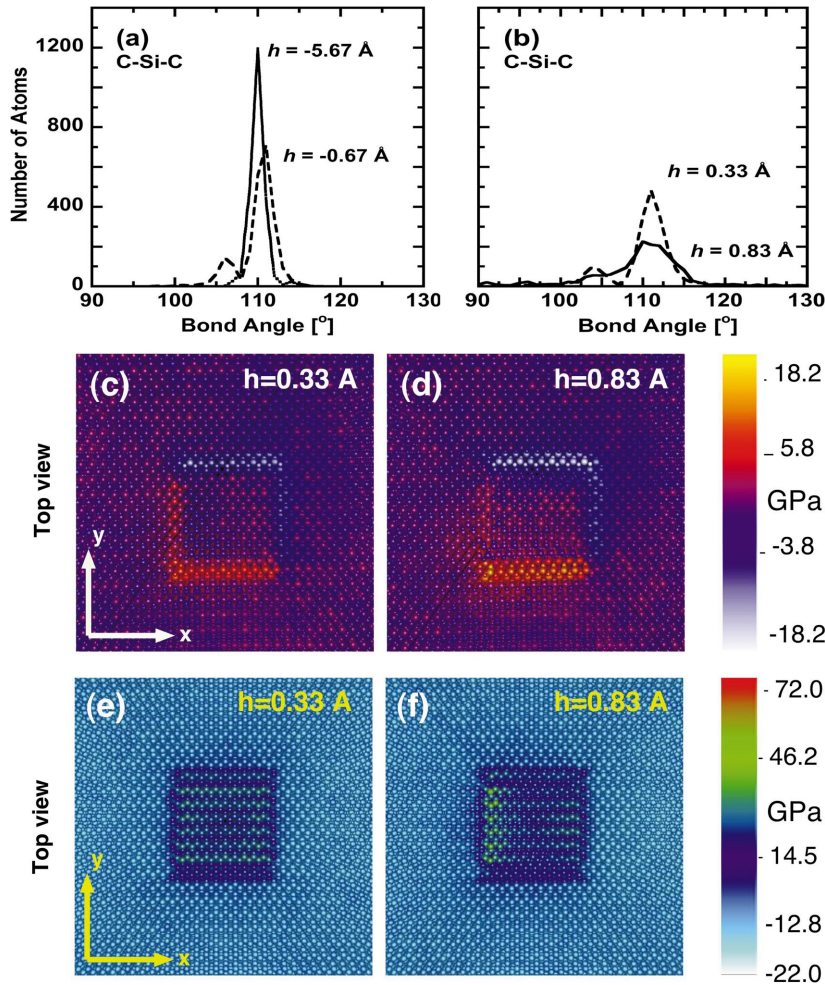 (a)
C-Si-C
h = -5.67 Å
h = -0.67 Å
Number of Atoms
1200
800
400
0
90 100 110 120 130
Bond Angle [o]
(b)
C-Si-C
h = 0.33 Å
h = 0.83 Å
90 100 110 120 130
Bond Angle [o]
Top view
(c) h=0.33 A
y
x
(d) h=0.83 A
18.2
5.8
GPa
-3.8
-18.2
Top view
(e) h=0.33 A
y
x
(f) h=0.83 A
72.0
46.2
GPa
14.5
-12.8
-22.0